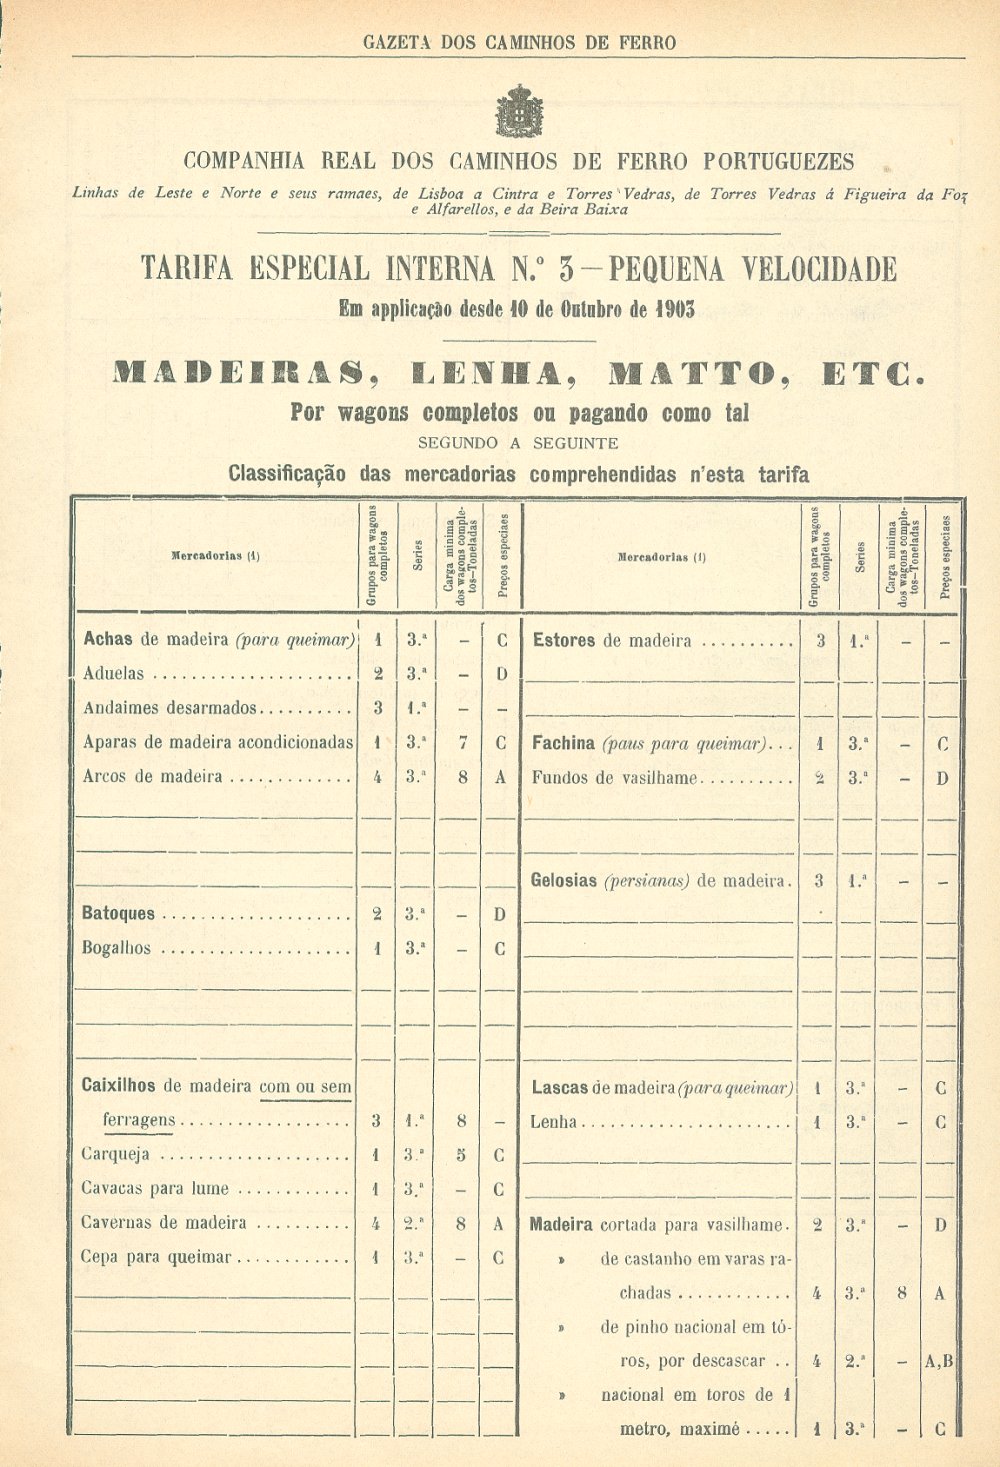 GAZETA DOS CAMINHOS DE FERRO
COMPANHIA REAL DOS CAMINHOS DE FERRO PORTUGUEZES
Linhas de Leste e Norte e seus ramaes, de Lisboa a Cintra e Torres Vedras, de Torres Vedras á Figueira da Foz
e Alfarellos, e da Beira Baixa
TARIFA ESPECIAL INTERNA N.º 3 — PEQUENA VELOCIDADE
Em applicação desde 10 de Outubro de 1903
MADEIRAS, LENHA, MATTO, ETC.
Por wagons completos ou pagando como tal
SEGUNDO A SEGUINTE
Classificação das mercadorias comprehendidas n'esta tarifa
Mercadorias (1) Grupos para wagons completos Series Carga minima dos wagons completos—Toneladas Preços especiaes
Achas de madeira (para queimar) 1 3.ª – C
Aduelas ..................... 2 3.ª – D
Andaimes desarmados.......... 3 1.ª – –
Aparas de madeira acondicionadas 1 3.ª 7 C
Arcos de madeira ............. 4 3.ª 8 A
Batoques .................... 2 3.ª – D
Bogalhos .................... 1 3.ª – C
Caixilhos de madeira com ou sem
ferragens.................. 3 1.ª 8 –
Carqueja .................... 1 3.ª 5 C
Cavacas para lume ............ 1 3.ª – C
Cavernas de madeira .......... 4 2.ª 8 A
Cepa para queimar............ 1 3.ª – C
Mercadorias (1) Grupos para wagons completos Series Carga minima dos wagons completos—Toneladas Preços especiaes
Estores de madeira .......... 3 1.ª – –
Fachina (paus para queimar)... 1 3.ª – C
Fundos de vasilhame.......... 2 3.ª – D
Gelosias (persianas) de madeira. 3 1.ª – –
Lascas de madeira (para queimar) 1 3.ª – C
Lenha....................... 1 3.ª – C
Madeira cortada para vasilhame. 2 3.ª – D
» de castanho em varas ra-
chadas ............ 4 3.ª 8 A
» de pinho nacional em tó-
ros, por descascar .. 4 2.ª – A,B
» nacional em toros de 1
metro, maximé ..... 1 3.ª – C